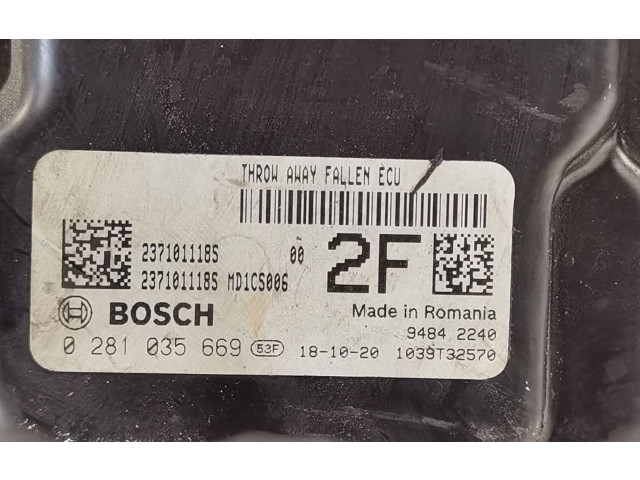 THROW AWAY FALLEN ECU
237101118S 00
237101118S MD1CS006
2F
BOSCH
Made in Romania
9484 2240
0 281 035 669 53F 18-10-20 1039T32570